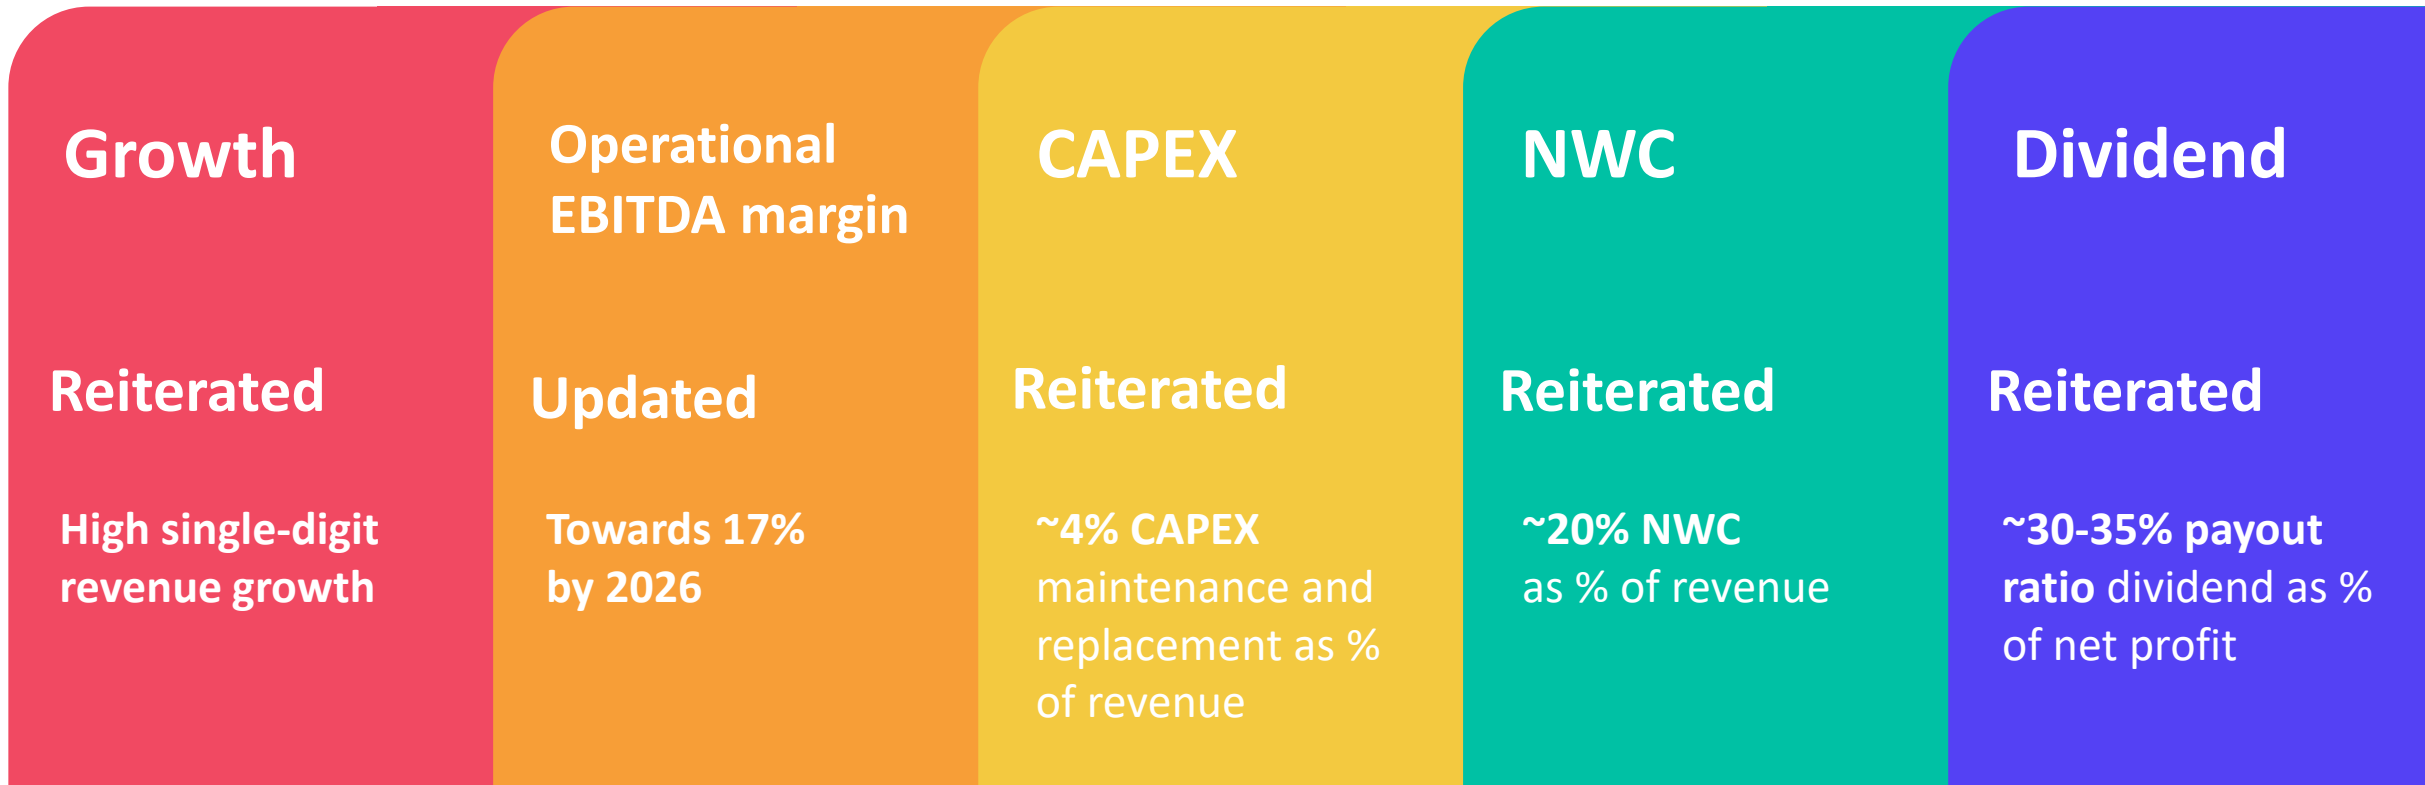 Growth
Reiterated
High single-digit
revenue growth
Operational
EBITDA margin
Updated
Towards 17%
by 2026
CAPEX
Reiterated
~4% CAPEX
maintenance and
replacement as %
of revenue
NWC
Reiterated
~20% NWC
as % of revenue
Dividend
Reiterated
~30-35% payout
ratio dividend as %
of net profit